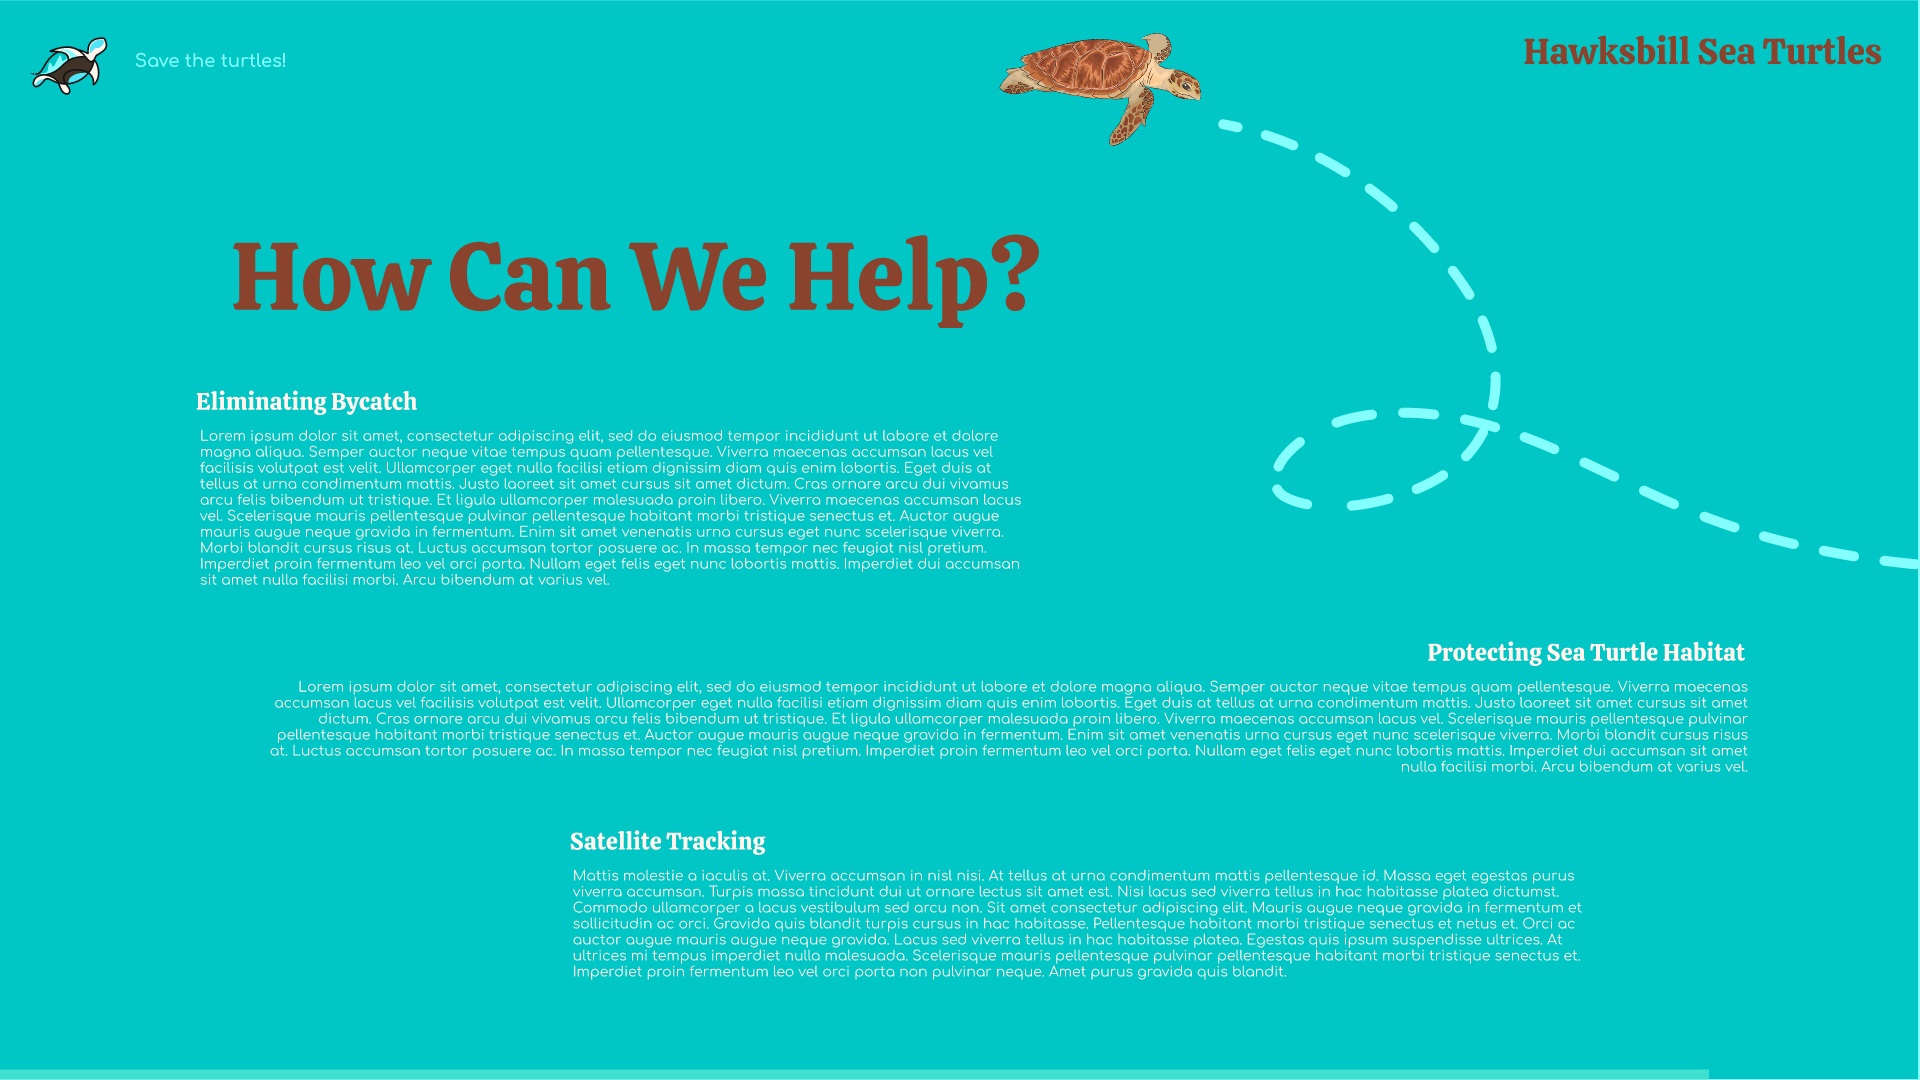 Save the turtles!
Hawksbill Sea Turtles
How Can We Help?
Eliminating Bycatch
Lorem ipsum dolor sit amet, consectetur adipiscing elit, sed do eiusmod tempor incididunt ut labore et dolore
magna aliqua. Semper auctor neque vitae tempus quam pellentesque. Viverra maecenas accumsan lacus vel
facilisis volutpat est velit. Ullamcorper eget nulla facilisi etiam dignissim diam quis enim lobortis. Eget duis at
tellus at urna condimentum mattis. Justo laoreet sit amet cursus sit amet dictum. Cras ornare arcu dui vivamus
arcu felis bibendum ut tristique. Et ligula ullamcorper malesuada proin libero. Viverra maecenas accumsan lacus
vel. Scelerisque mauris pellentesque pulvinar pellentesque habitant morbi tristique senectus et. Auctor augue
mauris augue neque gravida in fermentum. Enim sit amet venenatis urna cursus eget nunc scelerisque viverra.
Morbi blandit cursus risus at. Luctus accumsan tortor posuere ac. In massa tempor nec feugiat nisl pretium.
Imperdiet proin fermentum leo vel orci porta. Nullam eget felis eget nunc lobortis mattis. Imperdiet dui accumsan
sit amet nulla facilisi morbi. Arcu bibendum at varius vel.
Protecting Sea Turtle Habitat
Lorem ipsum dolor sit amet, consectetur adipiscing elit, sed do eiusmod tempor incididunt ut labore et dolore magna aliqua. Semper auctor neque vitae tempus quam pellentesque. Viverra maecenas
accumsan lacus vel facilisis volutpat est velit. Ullamcorper eget nulla facilisi etiam dignissim diam quis enim lobortis. Eget duis at tellus at urna condimentum mattis. Justo laoreet sit amet cursus sit amet
dictum. Cras ornare arcu dui vivamus arcu felis bibendum ut tristique. Et ligula ullamcorper malesuada proin libero. Viverra maecenas accumsan lacus vel. Scelerisque mauris pellentesque pulvinar
pellentesque habitant morbi tristique senectus et. Auctor augue mauris augue neque gravida in fermentum. Enim sit amet venenatis urna cursus eget nunc scelerisque viverra. Morbi blandit cursus risus
at. Luctus accumsan tortor posuere ac. In massa tempor nec feugiat nisl pretium. Imperdiet proin fermentum leo vel orci porta. Nullam eget felis eget nunc lobortis mattis. Imperdiet dui accumsan sit amet
nulla facilisi morbi. Arcu bibendum at varius vel.
Satellite Tracking
Mattis molestie a iaculis at. Viverra accumsan in nisl nisi. At tellus at urna condimentum mattis pellentesque id. Massa eget egestas purus
viverra accumsan. Turpis massa tincidunt dui ut ornare lectus sit amet est. Nisi lacus sed viverra tellus in hac habitasse platea dictumst.
Commodo ullamcorper a lacus vestibulum sed arcu non. Sit amet consectetur adipiscing elit. Mauris augue neque gravida in fermentum et
sollicitudin ac orci. Gravida quis blandit turpis cursus in hac habitasse. Pellentesque habitant morbi tristique senectus et netus et. Orci ac
auctor augue mauris augue neque gravida. Lacus sed viverra tellus in hac habitasse platea. Egestas quis ipsum suspendisse ultrices. At
ultrices mi tempus imperdiet nulla malesuada. Scelerisque mauris pellentesque pulvinar pellentesque habitant morbi tristique senectus et.
Imperdiet proin fermentum leo vel orci porta non pulvinar neque. Amet purus gravida quis blandit.